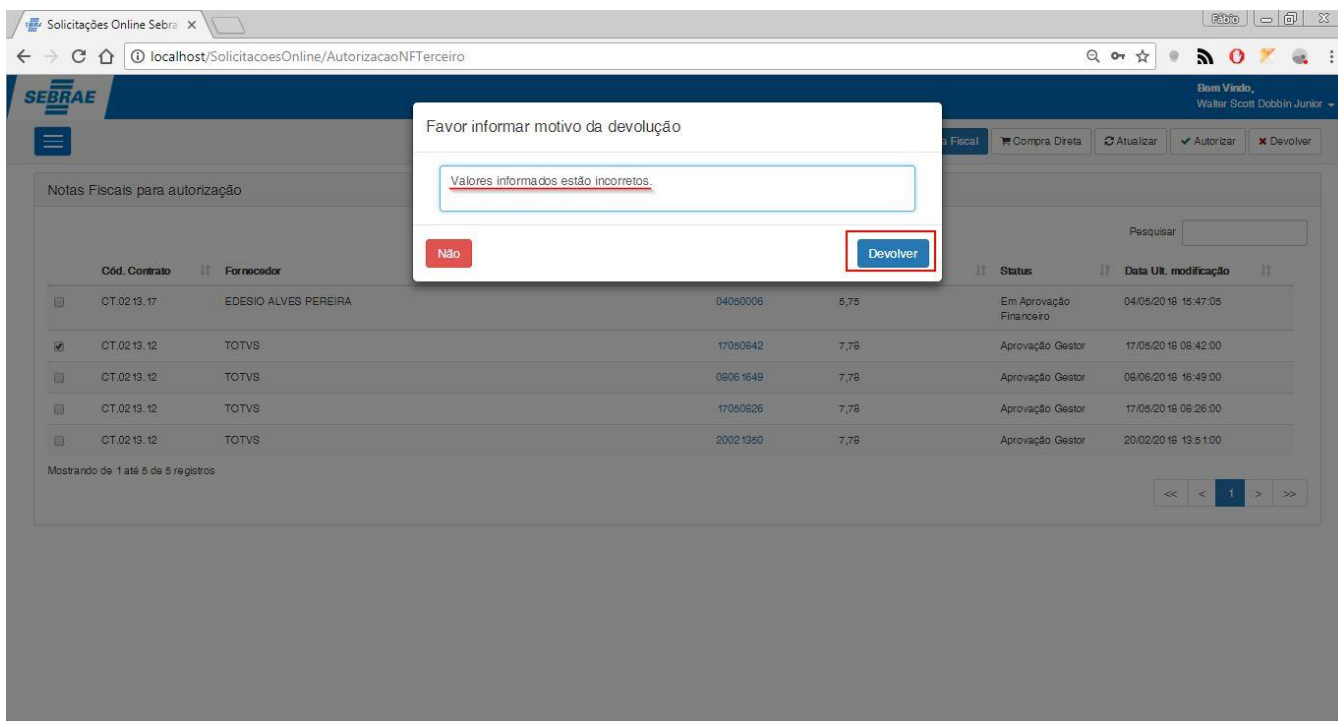 Solicitações Online Sebra
Fábio
localhost/SolicitacoesOnline/AutorizacaoNFTerceiro
SEBRAE
Bom Vindo,
Walter Scott Dobbin Junior
Favor informar motivo da devolução
a Fiscal Compra Direta Atualizar Autorizar Devolver
Valores informados estão incorretos.
Notas Fiscais para autorização
Não Devolver
Pesquisar
Cód. Contrato Fornecedor Status Data Ult. modificação
CT.0213.17 EDESIO ALVES PEREIRA 04050006 5,75 Em Aprovação Financeiro 04/05/2018 15:47:05
CT.0213.12 TOTVS 17050842 7,78 Aprovação Gestor 17/05/2018 08:42:00
CT.0213.12 TOTVS 08061649 7,78 Aprovação Gestor 08/06/2018 16:49:00
CT.0213.12 TOTVS 17050826 7,78 Aprovação Gestor 17/05/2018 08:26:00
CT.0213.12 TOTVS 20021350 7,78 Aprovação Gestor 20/02/2018 13:51:00
Mostrando de 1 até 5 de 5 registros
<< < 1 > >>